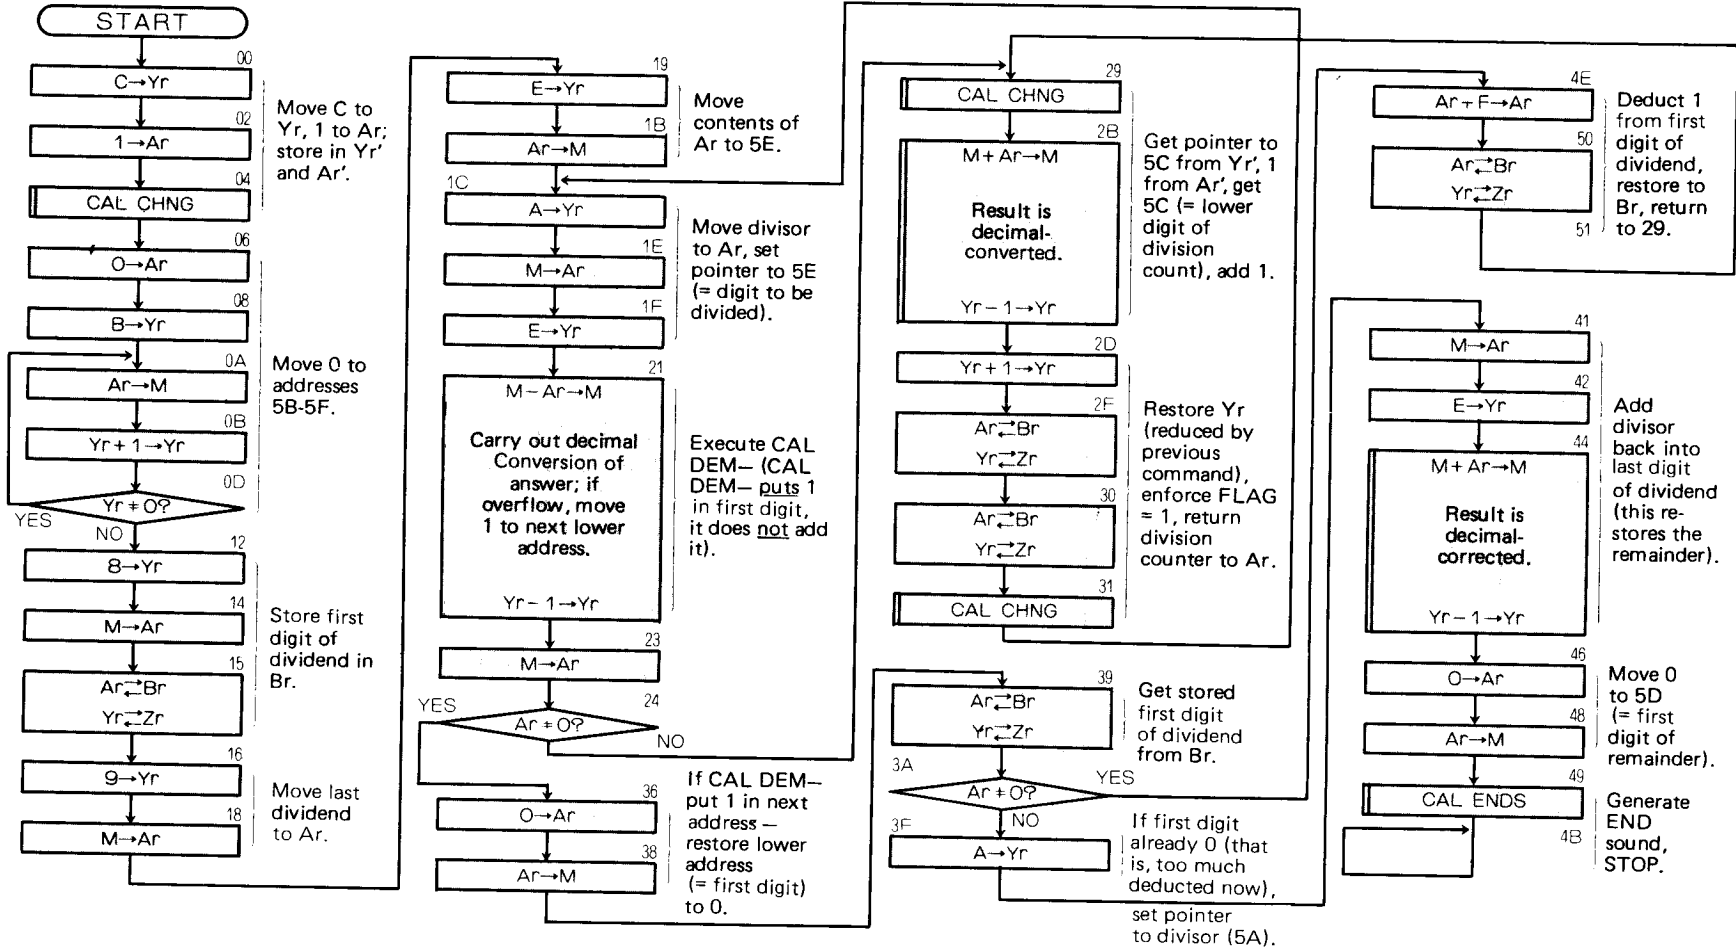 START
00
C→Yr
02
1→Ar
04
CAL CHNG
Move C to
Yr, 1 to Ar;
store in Yr'
and Ar'.
06
O→Ar
08
B→Yr
0A
Ar→M
0B
Yr + 1→Yr
0D
Yr ≠ 0?
YES
NO
Move 0 to
addresses
5B-5F.
12
8→Yr
14
M→Ar
15
Ar⇄Br
Yr⇄Zr
Store first
digit of
dividend in
Br.
16
9→Yr
18
M→Ar
Move last
dividend
to Ar.
19
E→Yr
1B
Ar→M
Move
contents of
Ar to 5E.
1C
A→Yr
1E
M→Ar
1F
E→Yr
Move divisor
to Ar, set
pointer to 5E
(= digit to be
divided).
21
M – Ar→M
Carry out decimal
Conversion of
answer; if
overflow, move
1 to next lower
address.
Yr – 1→Yr
Execute CAL
DEM– (CAL
DEM– puts 1
in first digit,
it does not add
it).
23
M→Ar
24
Ar ≠ 0?
YES
NO
36
O→Ar
38
Ar→M
If CAL DEM–
put 1 in next
address –
restore lower
address
(= first digit)
to 0.
29
CAL CHNG
2B
M + Ar→M
Result is
decimal-
converted.
Yr – 1→Yr
Get pointer to
5C from Yr', 1
from Ar', get
5C (= lower
digit of
division
count), add 1.
2D
Yr + 1→Yr
2F
Ar⇄Br
Yr⇄Zr
30
Ar⇄Br
Yr⇄Zr
31
CAL CHNG
Restore Yr
(reduced by
previous
command),
enforce FLAG
= 1, return
division
counter to Ar.
39
Ar⇄Br
Yr⇄Zr
Get stored
first digit
of dividend
from Br.
3A
Ar ≠ 0?
YES
NO
3F
A→Yr
If first digit
already 0 (that
is, too much
deducted now),
set pointer
to divisor (5A).
4E
Ar + F→Ar
50
Ar⇄Br
Yr⇄Zr
51
Deduct 1
from first
digit of
dividend,
restore to
Br, return
to 29.
41
M→Ar
42
E→Yr
44
M + Ar→M
Result is
decimal-
corrected.
Yr – 1→Yr
Add
divisor
back into
last digit
of dividend
(this re-
stores the
remainder).
46
O→Ar
48
Ar→M
Move 0
to 5D
(= first
digit of
remainder).
49
CAL ENDS
4B
Generate
END
sound,
STOP.